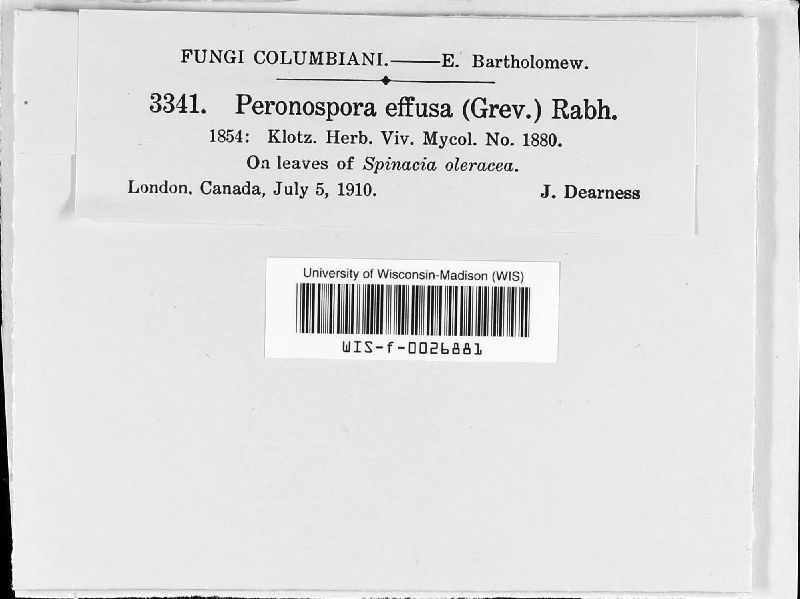 FUNGI COLUMBIANI.——E. Bartholomew.
3341. Peronospora effusa (Grev.) Rabh.
1854: Klotz. Herb. Viv. Mycol. No. 1880.
On leaves of Spinacia oleracea.
London, Canada, July 5, 1910. J. Dearness
University of Wisconsin-Madison (WIS)
WIS-f-0026881